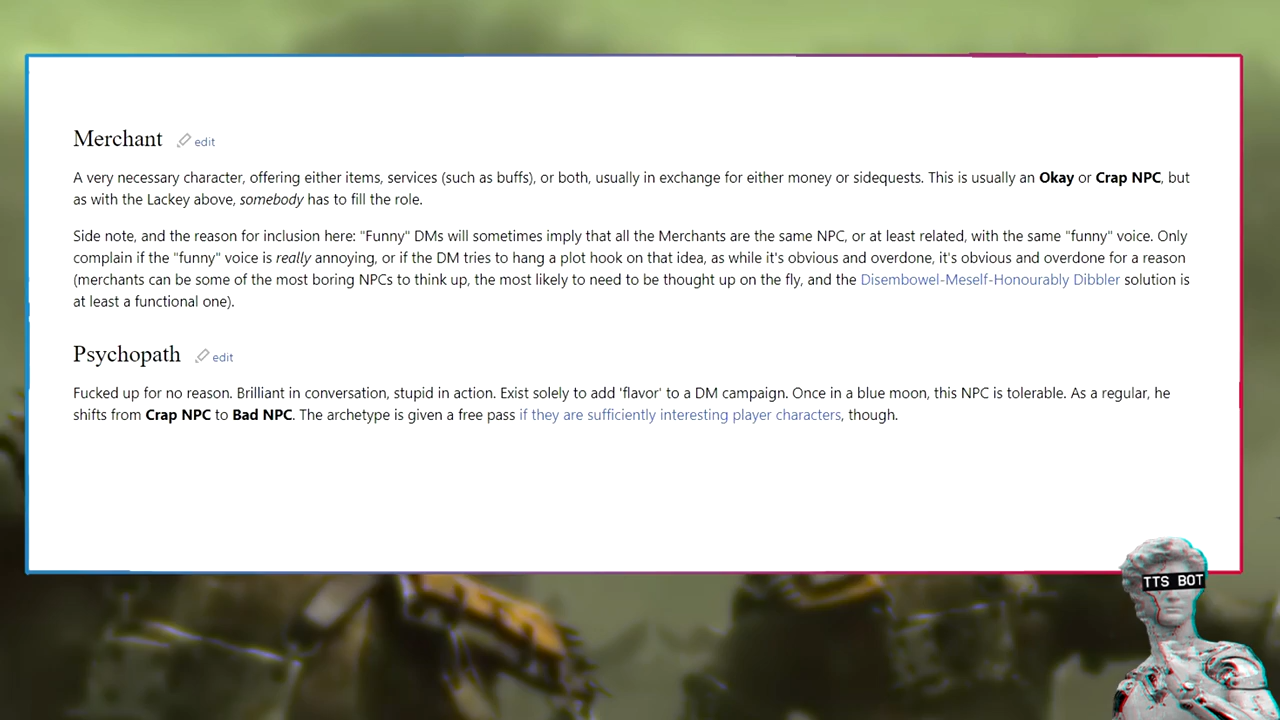 Merchant edit
A very necessary character, offering either items, services (such as buffs), or both, usually in exchange for either money or sidequests. This is usually an Okay or Crap NPC, but
as with the Lackey above, somebody has to fill the role.
Side note, and the reason for inclusion here: "Funny" DMs will sometimes imply that all the Merchants are the same NPC, or at least related, with the same "funny" voice. Only
complain if the "funny" voice is really annoying, or if the DM tries to hang a plot hook on that idea, as while it's obvious and overdone, it's obvious and overdone for a reason
(merchants can be some of the most boring NPCs to think up, the most likely to need to be thought up on the fly, and the Disembowel-Meself-Honourably Dibbler solution is
at least a functional one).
Psychopath edit
Fucked up for no reason. Brilliant in conversation, stupid in action. Exist solely to add 'flavor' to a DM campaign. Once in a blue moon, this NPC is tolerable. As a regular, he
shifts from Crap NPC to Bad NPC. The archetype is given a free pass if they are sufficiently interesting player characters, though.
TTS BOT